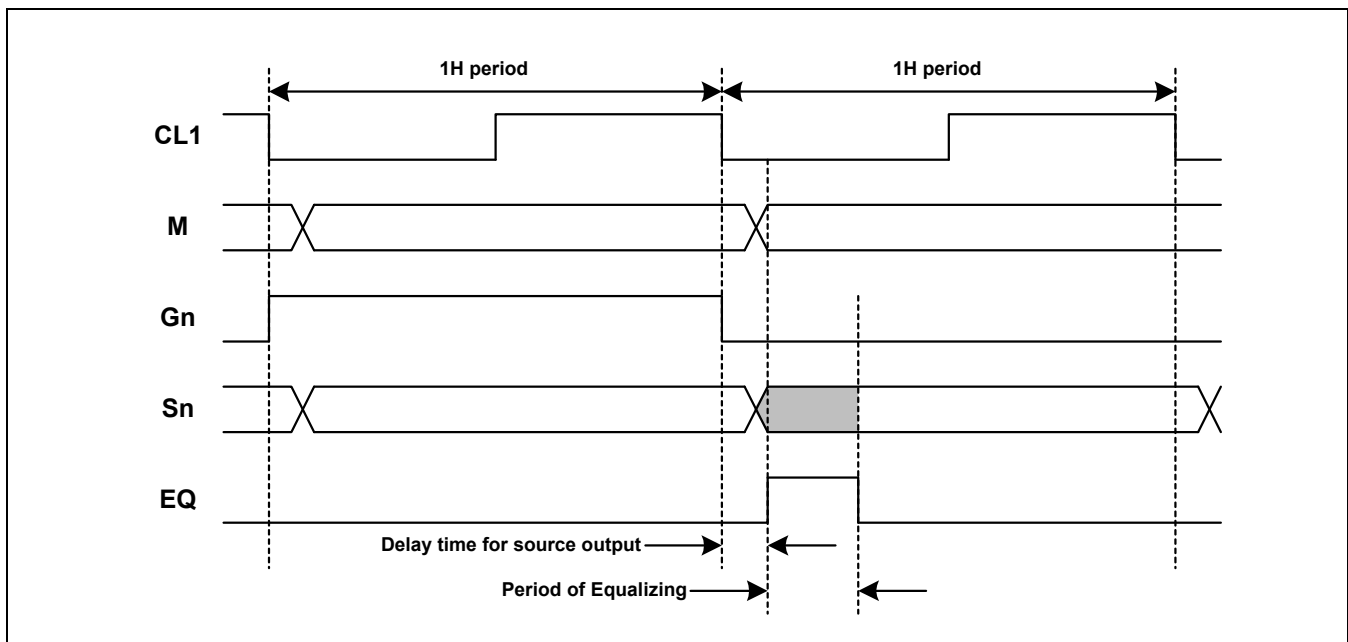 1H period
1H period
CL1
M
Gn
Sn
EQ
Delay time for source output
Period of Equalizing